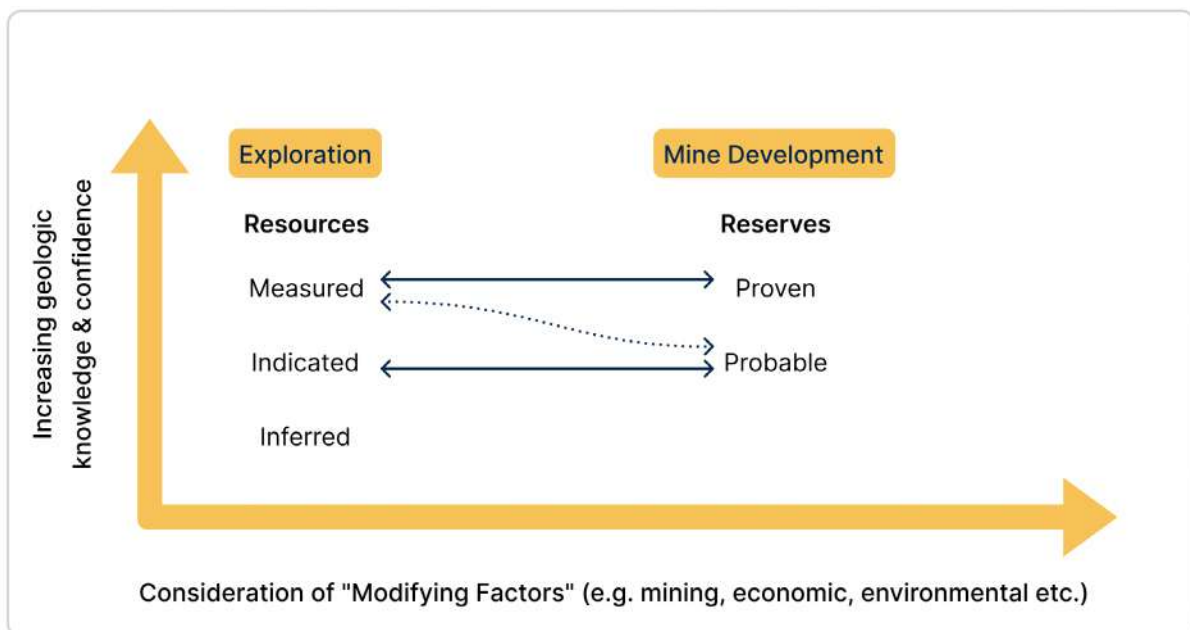 Exploration
Mine Development
Increasing geologic
knowledge & confidence
Resources
Reserves
Measured
Proven
Indicated
Probable
Inferred
Consideration of "Modifying Factors" (e.g. mining, economic, environmental etc.)